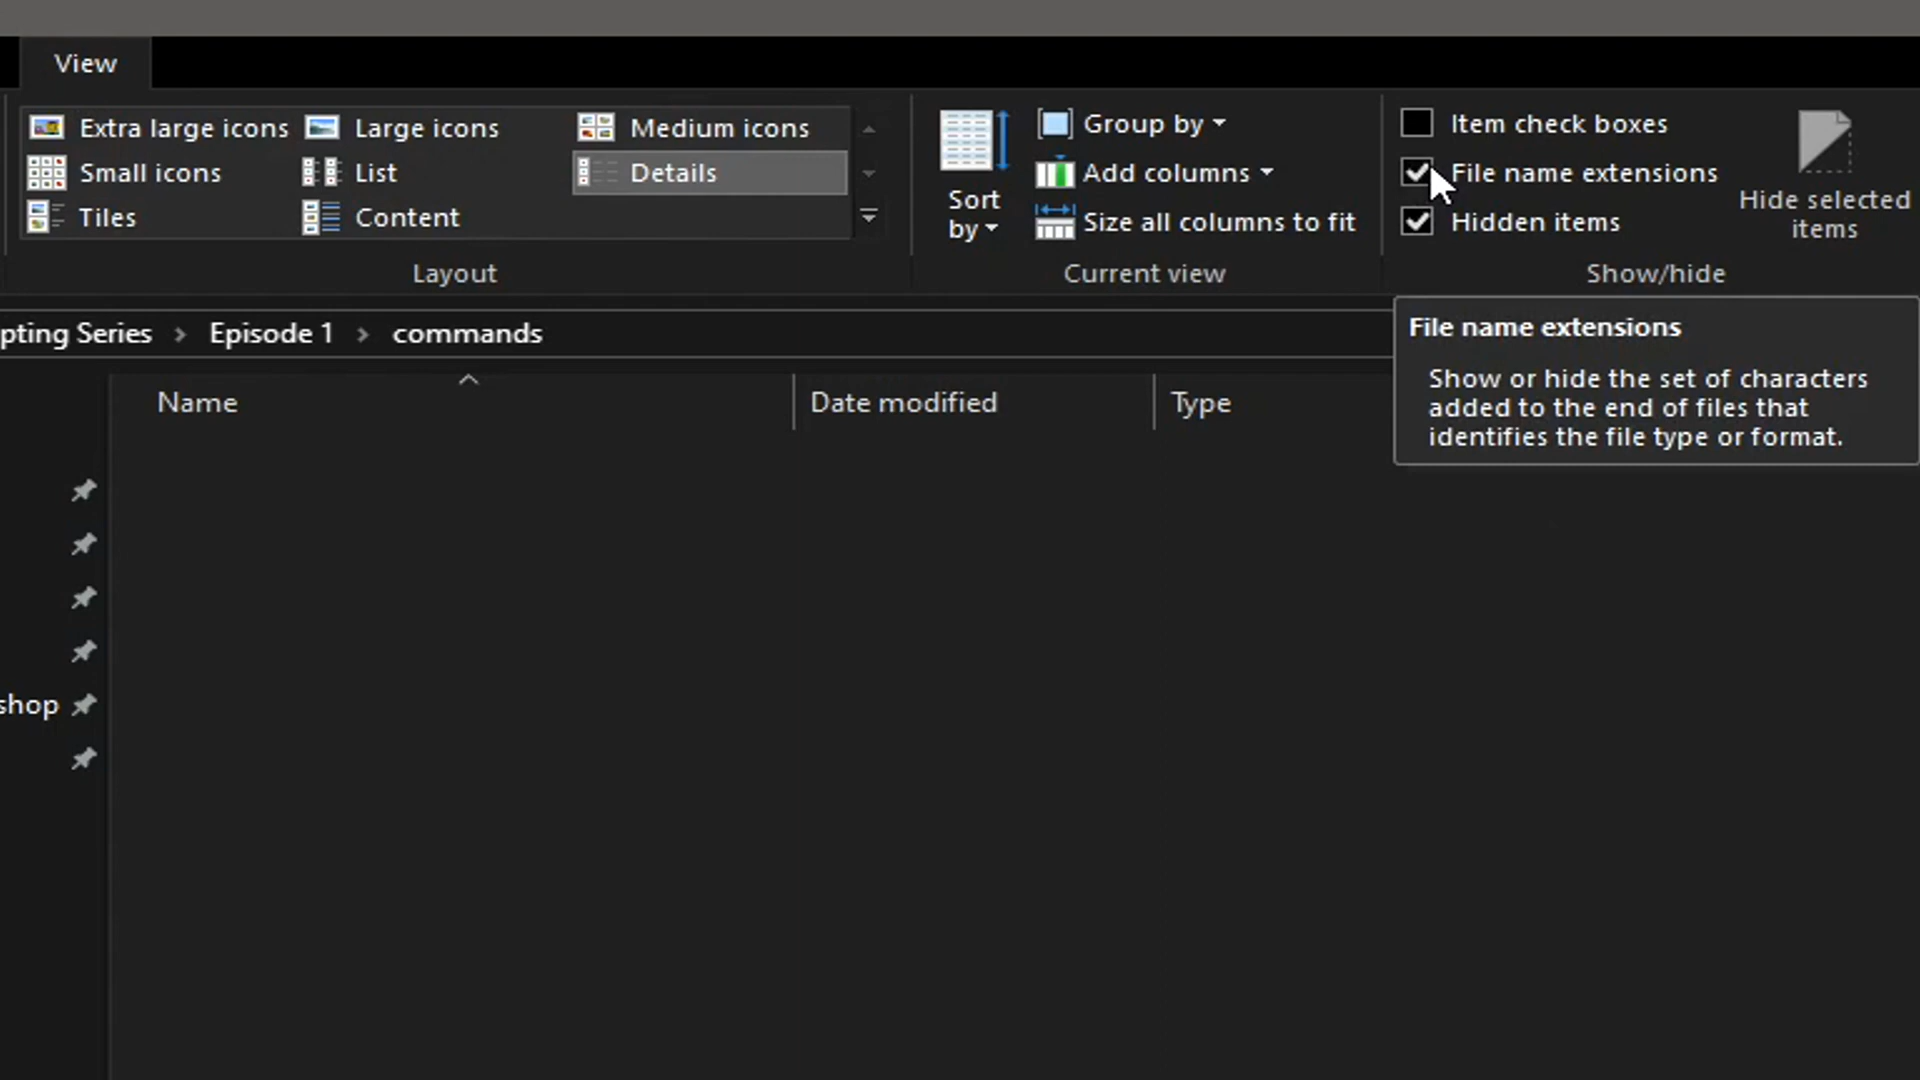 View
Extra large icons
Large icons
Medium icons
Small icons
List
Details
Tiles
Content
Layout
Sort
by
Group by
Add columns
Size all columns to fit
Current view
Item check boxes
File name extensions
Hidden items
Hide selected
items
Show/hide
pting Series > Episode 1 > commands
File name extensions
Show or hide the set of characters
added to the end of files that
identifies the file type or format.
Name
Date modified
Type
shop